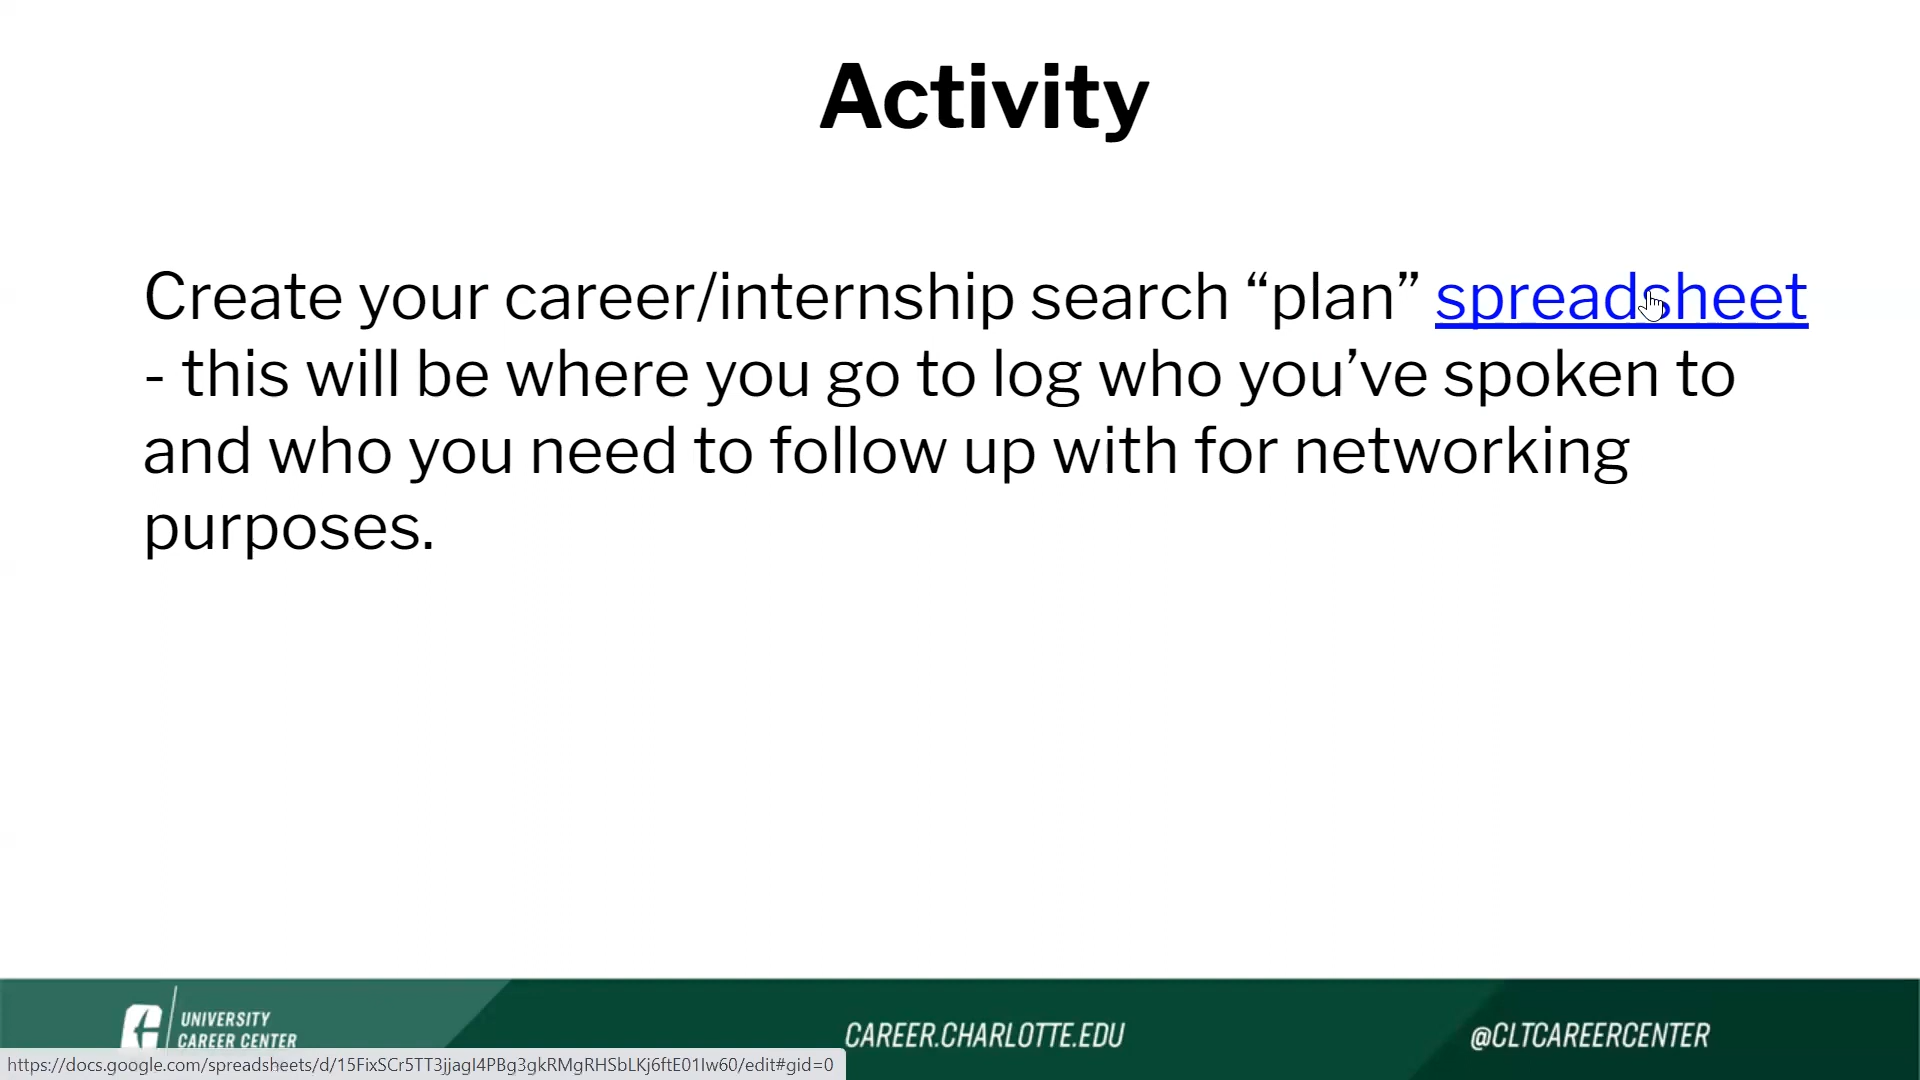 Activity
Create your career/internship search “plan” spreadsheet
- this will be where you go to log who you’ve spoken to
and who you need to follow up with for networking
purposes.
UNIVERSITY
CAREER CENTER
CAREER.CHARLOTTE.EDU
@CLTCAREERCENTER
https://docs.google.com/spreadsheets/d/15FixSCr5TT3jjagI4PBg3gkRMgRHSbLKj6ftE01Iw60/edit#gid=0